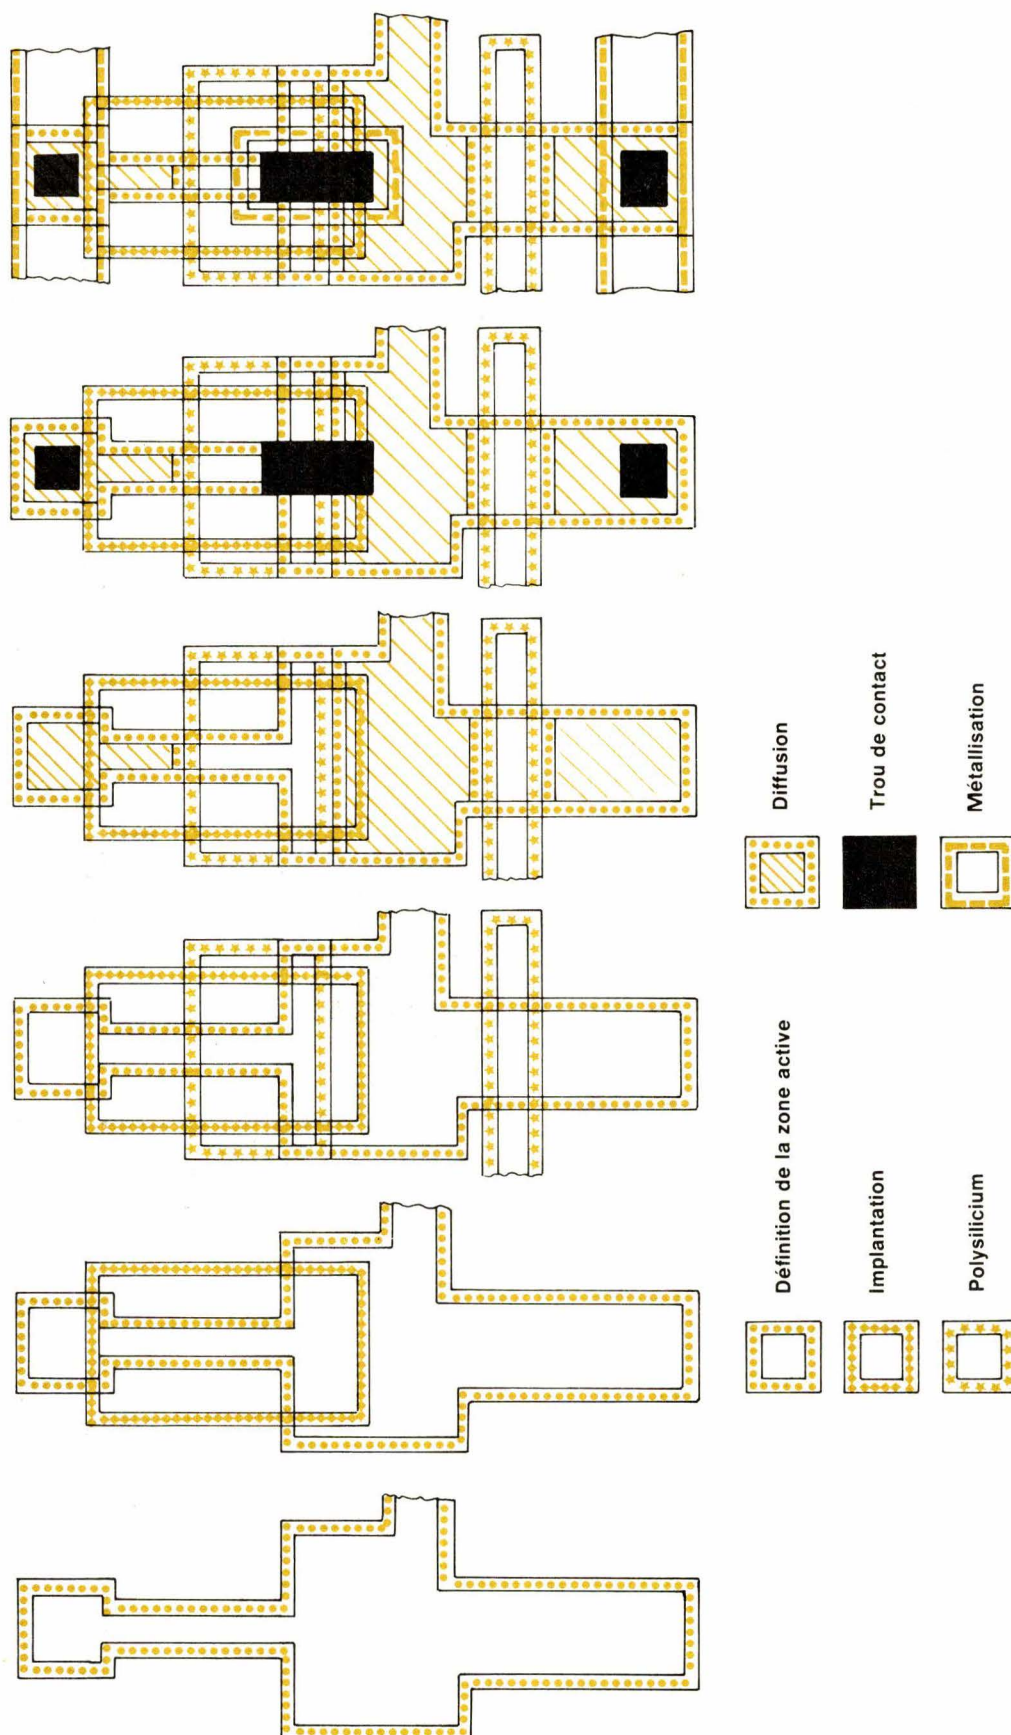 Définition de la zone active
Implantation
Polysilicium
Diffusion
Trou de contact
Métallisation